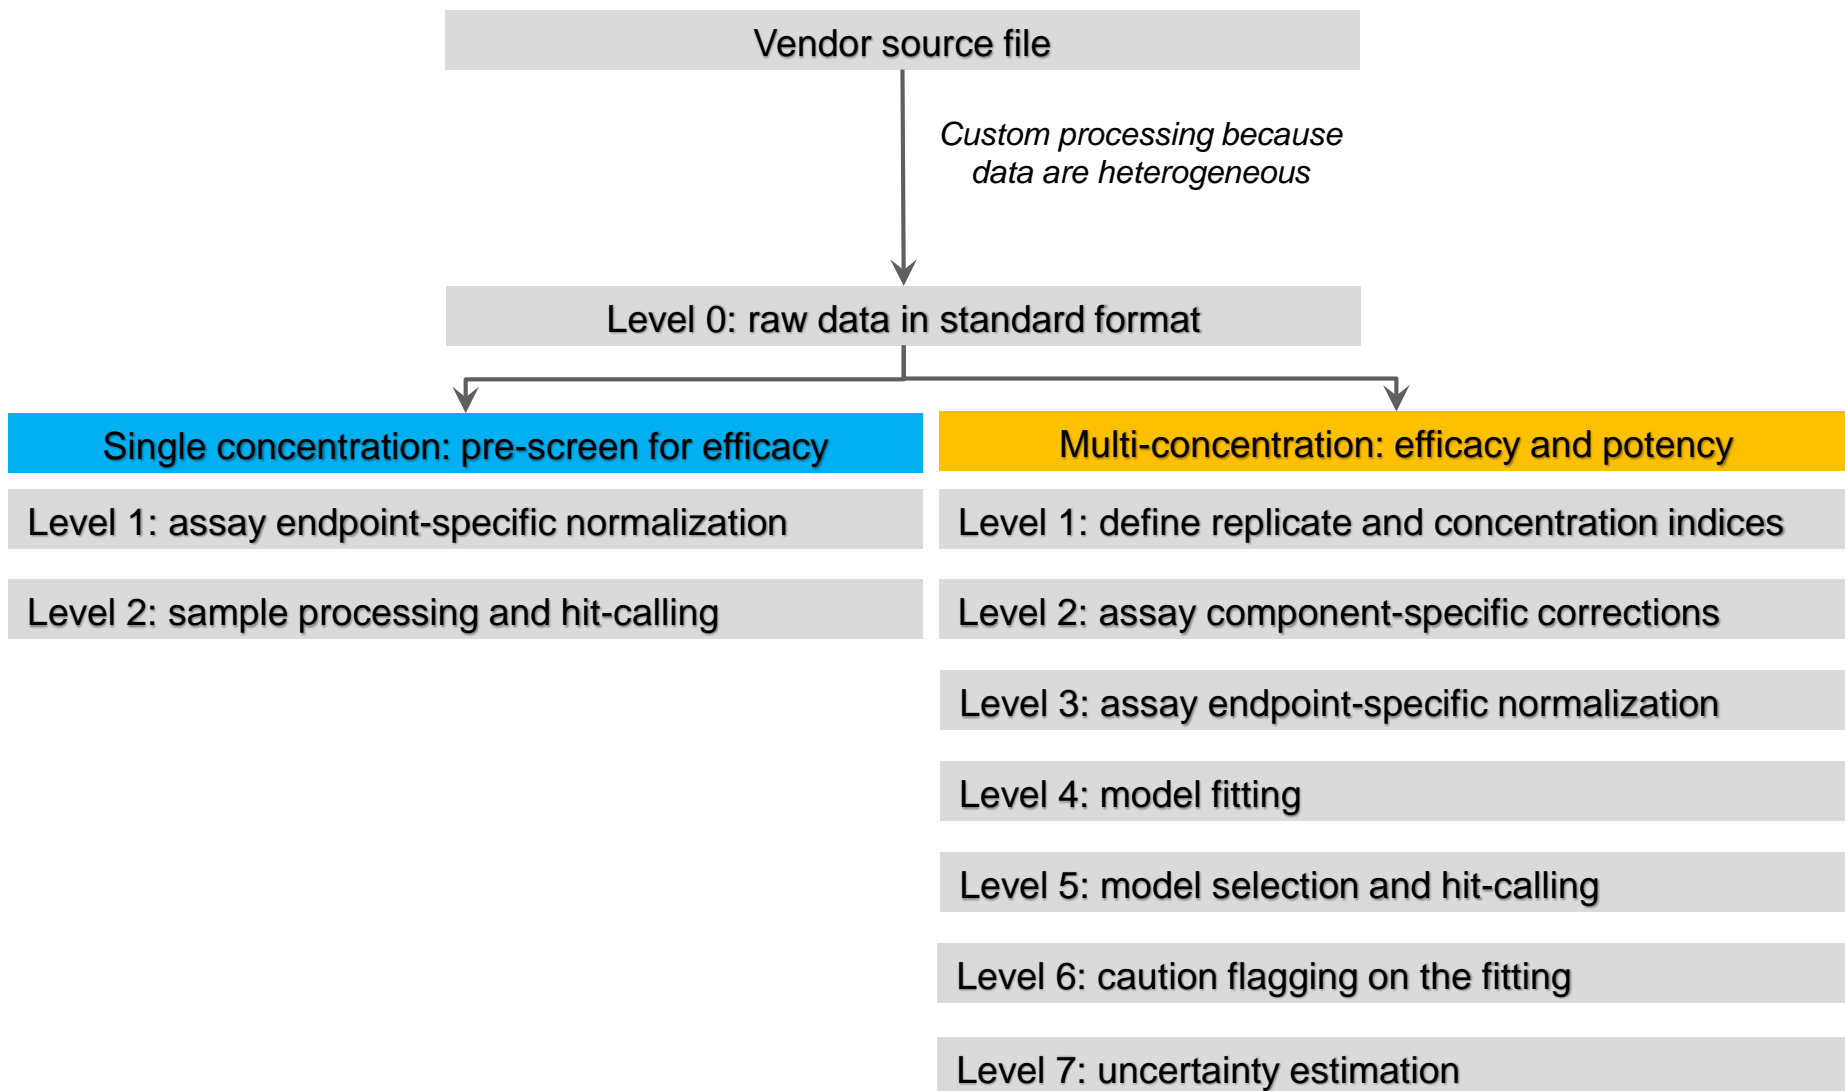 Vendor source file
Custom processing because
data are heterogeneous
Level 0: raw data in standard format
Single concentration: pre-screen for efficacy
Level 1: assay endpoint-specific normalization
Level 2: sample processing and hit-calling
Multi-concentration: efficacy and potency
Level 1: define replicate and concentration indices
Level 2: assay component-specific corrections
Level 3: assay endpoint-specific normalization
Level 4: model fitting
Level 5: model selection and hit-calling
Level 6: caution flagging on the fitting
Level 7: uncertainty estimation